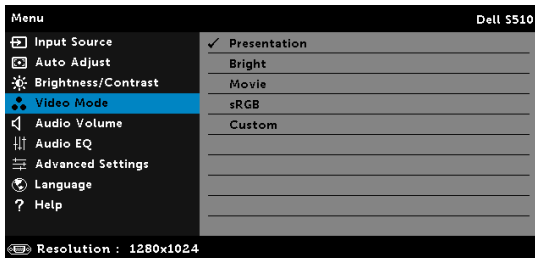 Menu Dell S510
Input Source
Auto Adjust
Brightness/Contrast
Video Mode
Audio Volume
Audio EQ
Advanced Settings
Language
? Help
✓ Presentation
Bright
Movie
sRGB
Custom
Resolution : 1280x1024